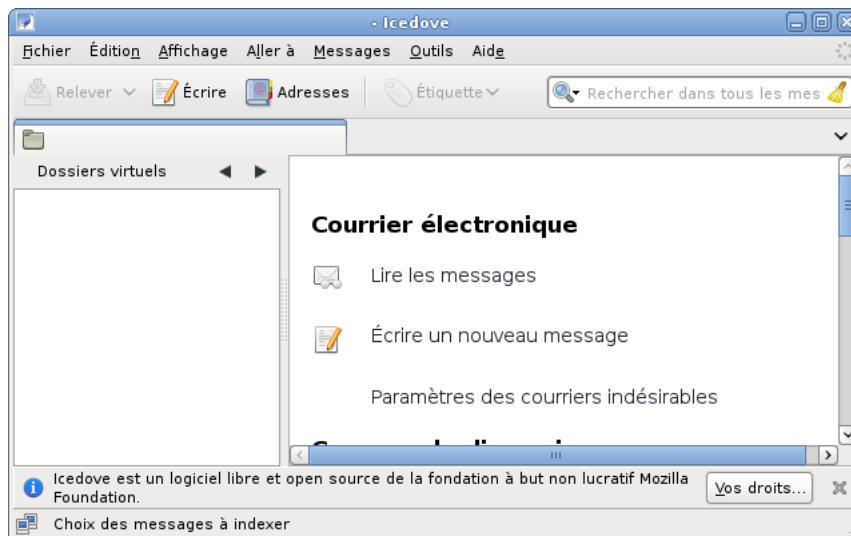 - Icedove
Fichier Édition Affichage Aller à Messages Outils Aide
Relever Écrire Adresses Étiquette Rechercher dans tous les mes
Dossiers virtuels
Courrier électronique
Lire les messages
Écrire un nouveau message
Paramètres des courriers indésirables
Icedove est un logiciel libre et open source de la fondation à but non lucratif Mozilla
Foundation.
Vos droits...
Choix des messages à indexer